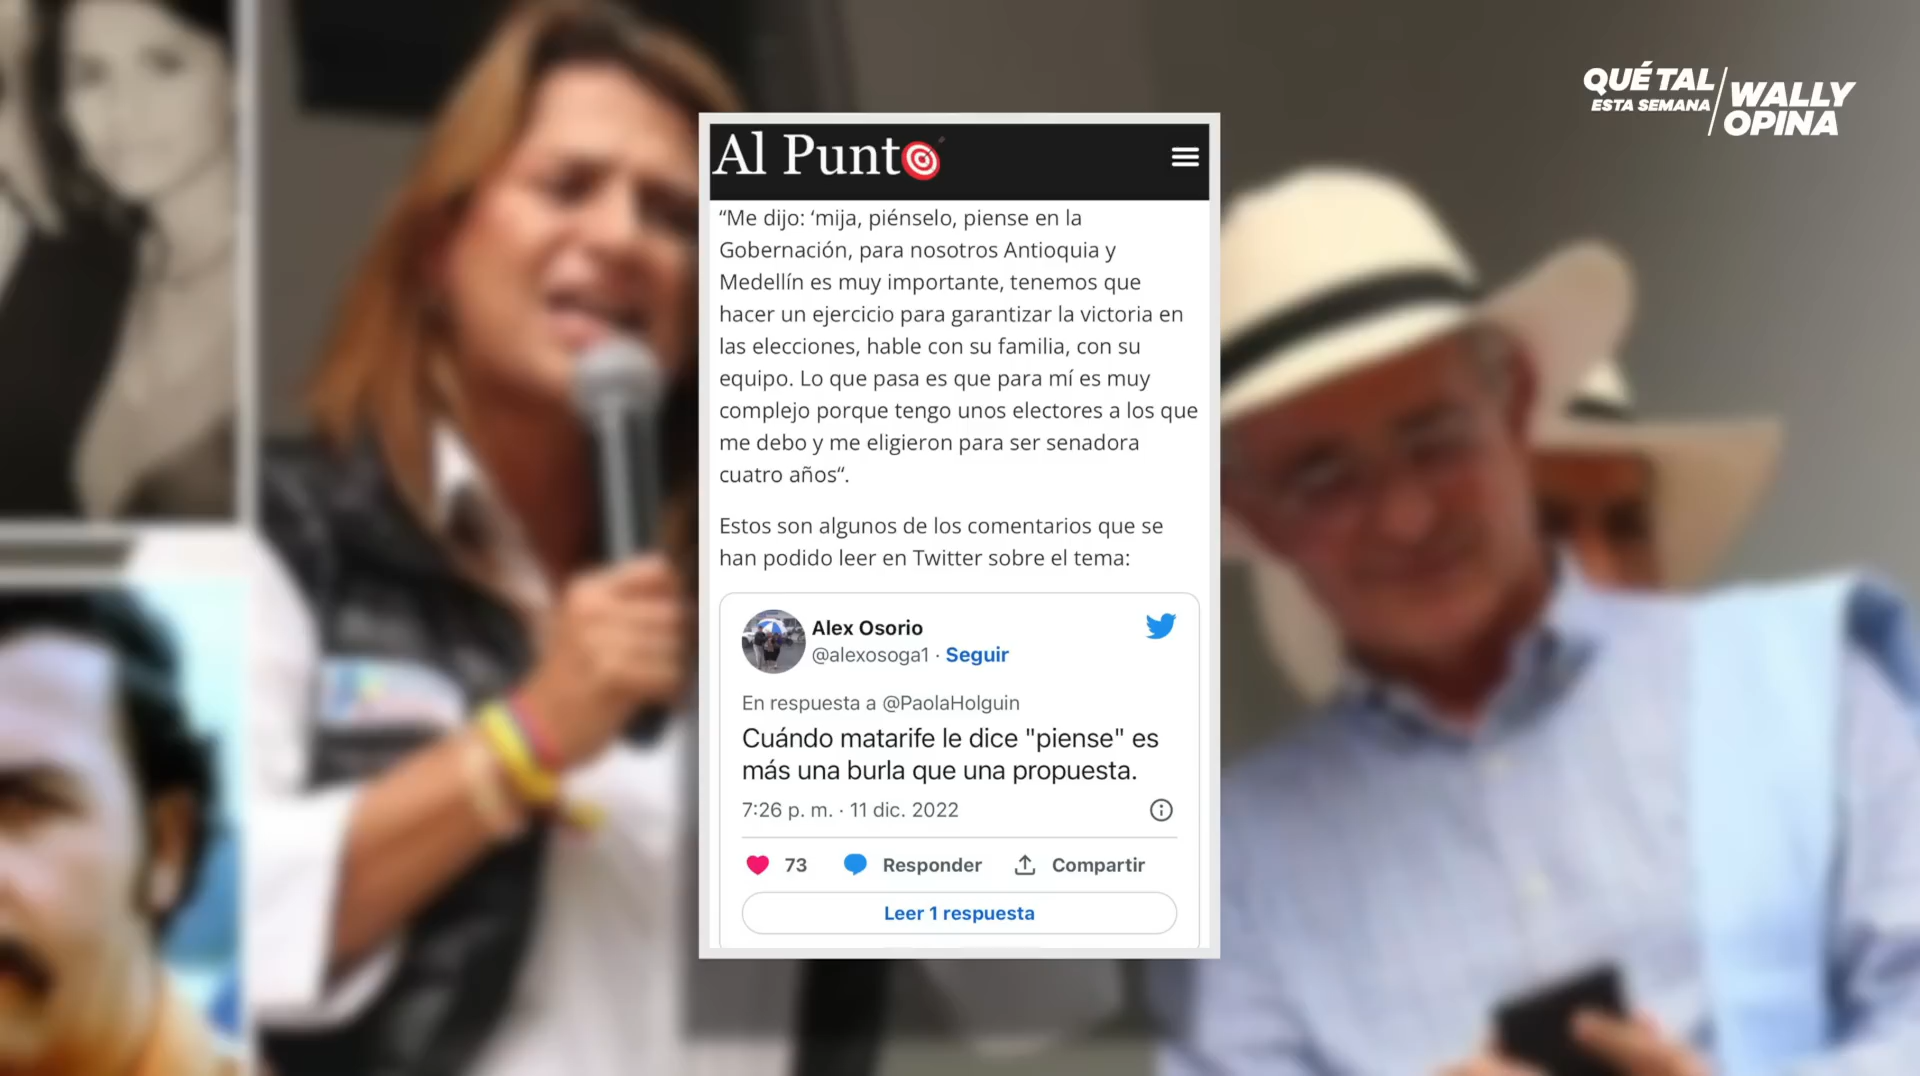 QUÉ TAL
ESTA SEMANA
WALLY
OPINA
Al Punto
“Me dijo: ‘mija, piénselo, piense en la
Gobernación, para nosotros Antioquia y
Medellín es muy importante, tenemos que
hacer un ejercicio para garantizar la victoria en
las elecciones, hable con su familia, con su
equipo. Lo que pasa es que para mí es muy
complejo porque tengo unos electores a los que
me debo y me eligieron para ser senadora
cuatro años“.
Estos son algunos de los comentarios que se
han podido leer en Twitter sobre el tema:
Alex Osorio
@alexosoga1 · Seguir
En respuesta a @PaolaHolguin
Cuándo matarife le dice "piense" es
más una burla que una propuesta.
7:26 p. m. · 11 dic. 2022
73 Responder Compartir
Leer 1 respuesta